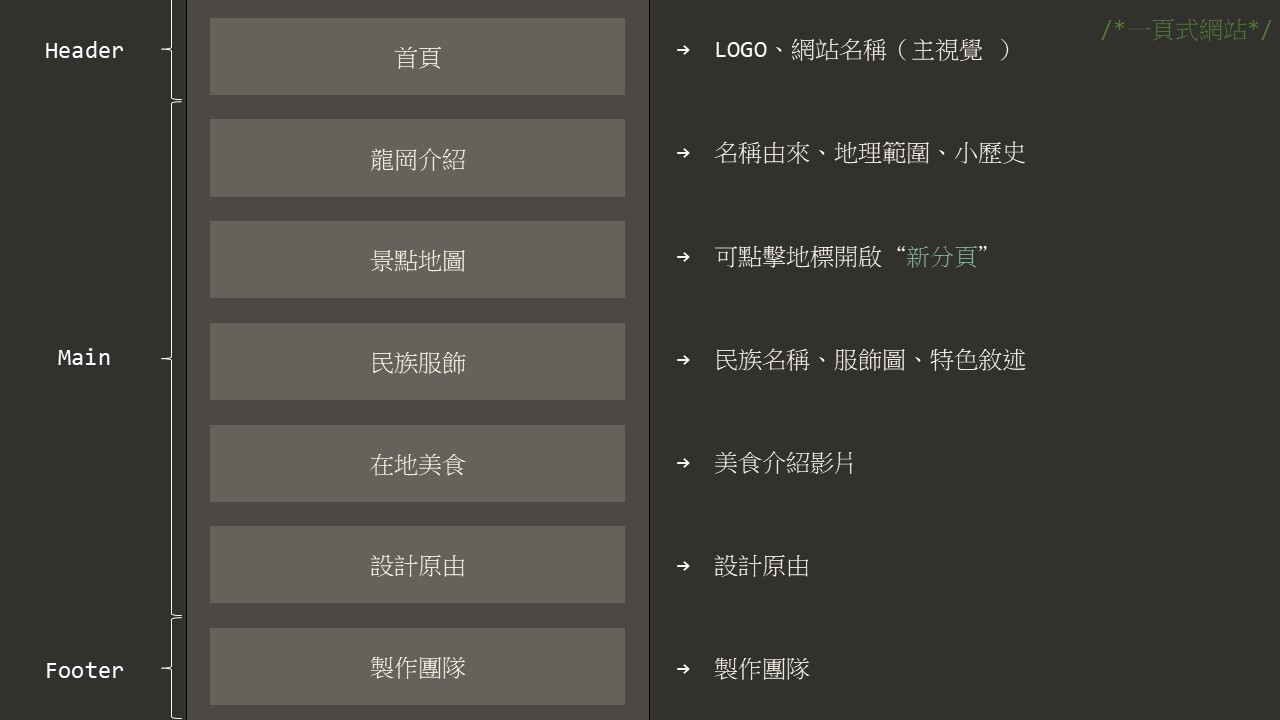 /*一頁式網站*/
Header
首頁
→ LOGO、網站名稱（主視覺 ）
龍岡介紹
→ 名稱由來、地理範圍、小歷史
景點地圖
→ 可點擊地標開啟“新分頁”
Main
民族服飾
→ 民族名稱、服飾圖、特色敘述
在地美食
→ 美食介紹影片
設計原由
→ 設計原由
Footer
製作團隊
→ 製作團隊